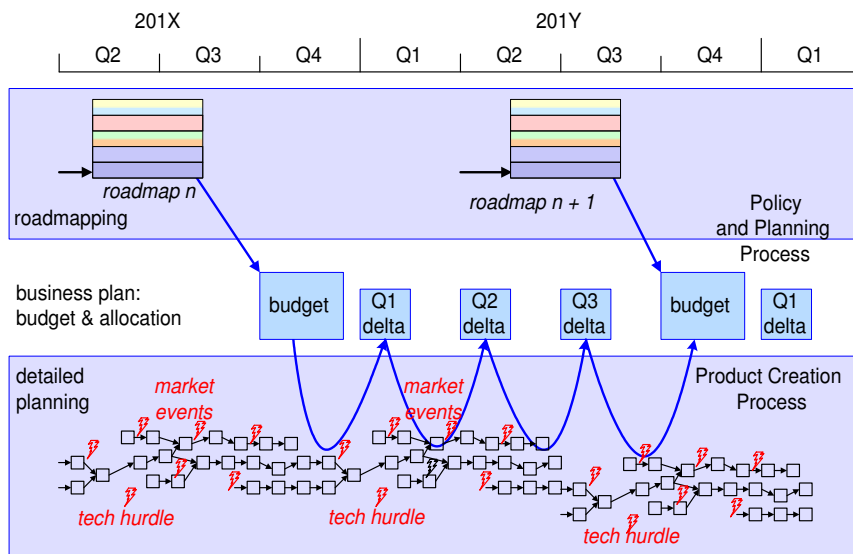 201X
201Y
Q2
Q3
Q4
Q1
Q2
Q3
Q4
Q1
roadmap n
roadmap n + 1
roadmapping
Policy
and Planning
Process
business plan:
budget & allocation
budget
Q1
delta
Q2
delta
Q3
delta
budget
Q1
delta
detailed
planning
market
events
market
events
Product Creation
Process
tech hurdle
tech hurdle
tech hurdle